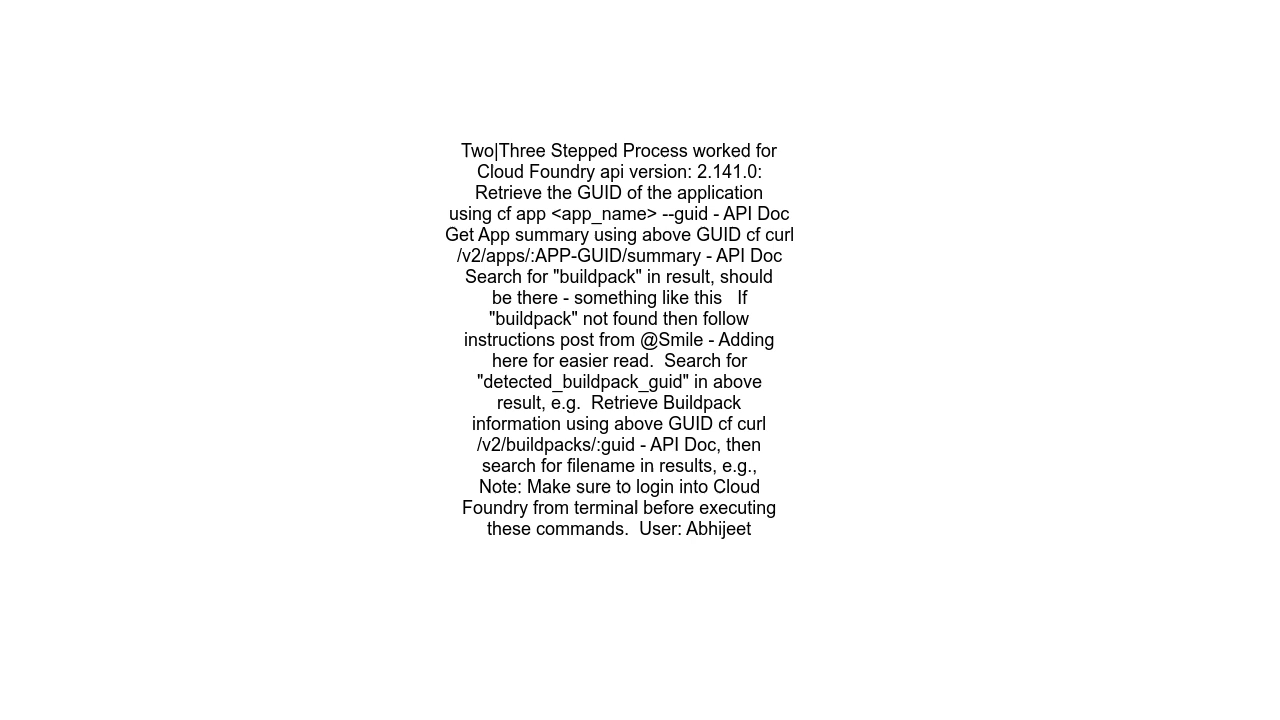 Two|Three Stepped Process worked for
Cloud Foundry api version: 2.141.0:
Retrieve the GUID of the application
using cf app <app_name> --guid - API Doc
Get App summary using above GUID cf curl
/v2/apps/:APP-GUID/summary - API Doc
Search for "buildpack" in result, should
be there - something like this   If
"buildpack" not found then follow
instructions post from @Smile - Adding
here for easier read.  Search for
"detected_buildpack_guid" in above
result, e.g.  Retrieve Buildpack
information using above GUID cf curl
/v2/buildpacks/:guid - API Doc, then
search for filename in results, e.g.,
Note: Make sure to login into Cloud
Foundry from terminal before executing
these commands.  User: Abhijeet